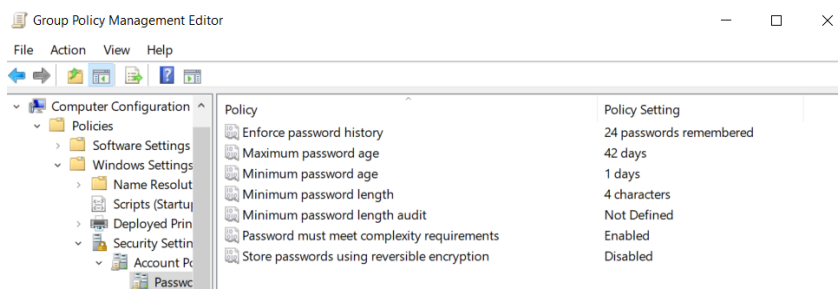 Group Policy Management Editor
File Action View Help
Computer Configuration
Policies
Software Settings
Windows Settings
Name Resolut
Scripts (Startu
Deployed Prin
Security Settin
Account Po
Passwc
Policy Policy Setting
Enforce password history 24 passwords remembered
Maximum password age 42 days
Minimum password age 1 days
Minimum password length 4 characters
Minimum password length audit Not Defined
Password must meet complexity requirements Enabled
Store passwords using reversible encryption Disabled